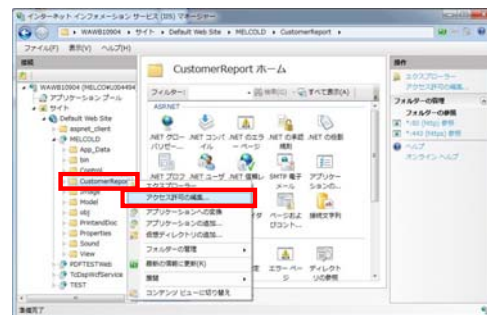 インターネット インフォメーション サービス (IIS) マネージャー
WAWB10904 ▸ サイト ▸ Default Web Site ▸ MELCOLD ▸ CustomerReport ▸
ファイル(F) 表示(V) ヘルプ(H)
接続
WAWB10904 (MELCO¥U004494
アプリケーション プール
サイト
Default Web Site
aspnet_client
MELCOLD
App_Data
bin
Control
CustomerRepor
Image
Model
obj
PrintandDoc
Properties
Sound
View
PDFTESTWeb
TcDspWcfService
TEST
CustomerReport ホーム
フィルター:
すべて表示(A)
ASP.NET
.NET グローバリゼー...
.NET コンパイル
.NET のエラー ページ
.NET の承認規則
.NET の役割
.NET プロフ
.NET ユーザ
.NET 信頼レ
SMTP 電子メール
アプリケーションの...
ページおよびコント...
接続文字列
エラー ページ
ディレクトリの参照
エクスプローラー
アクセス許可の編集...
アプリケーションへの変換
アプリケーションの追加...
仮想ディレクトリの追加...
フォルダーの管理
最新の情報に更新(R)
展開
コンテンツ ビューに切り替え
操作
エクスプローラー
アクセス許可の編集...
フォルダーの管理
フォルダーの参照
*:80 (http) 参照
*:443 (https) 参照
ヘルプ
オンライン ヘルプ
準備完了